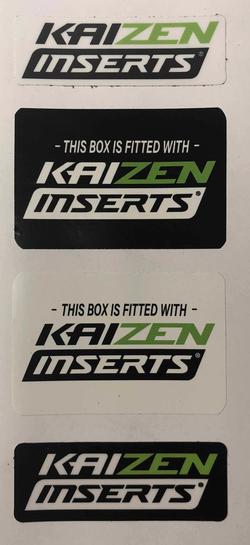 KAIZEN
INSERTS®
- THIS BOX IS FITTED WITH -
KAIZEN
INSERTS®
- THIS BOX IS FITTED WITH -
KAIZEN
INSERTS®
KAIZEN
INSERTS®